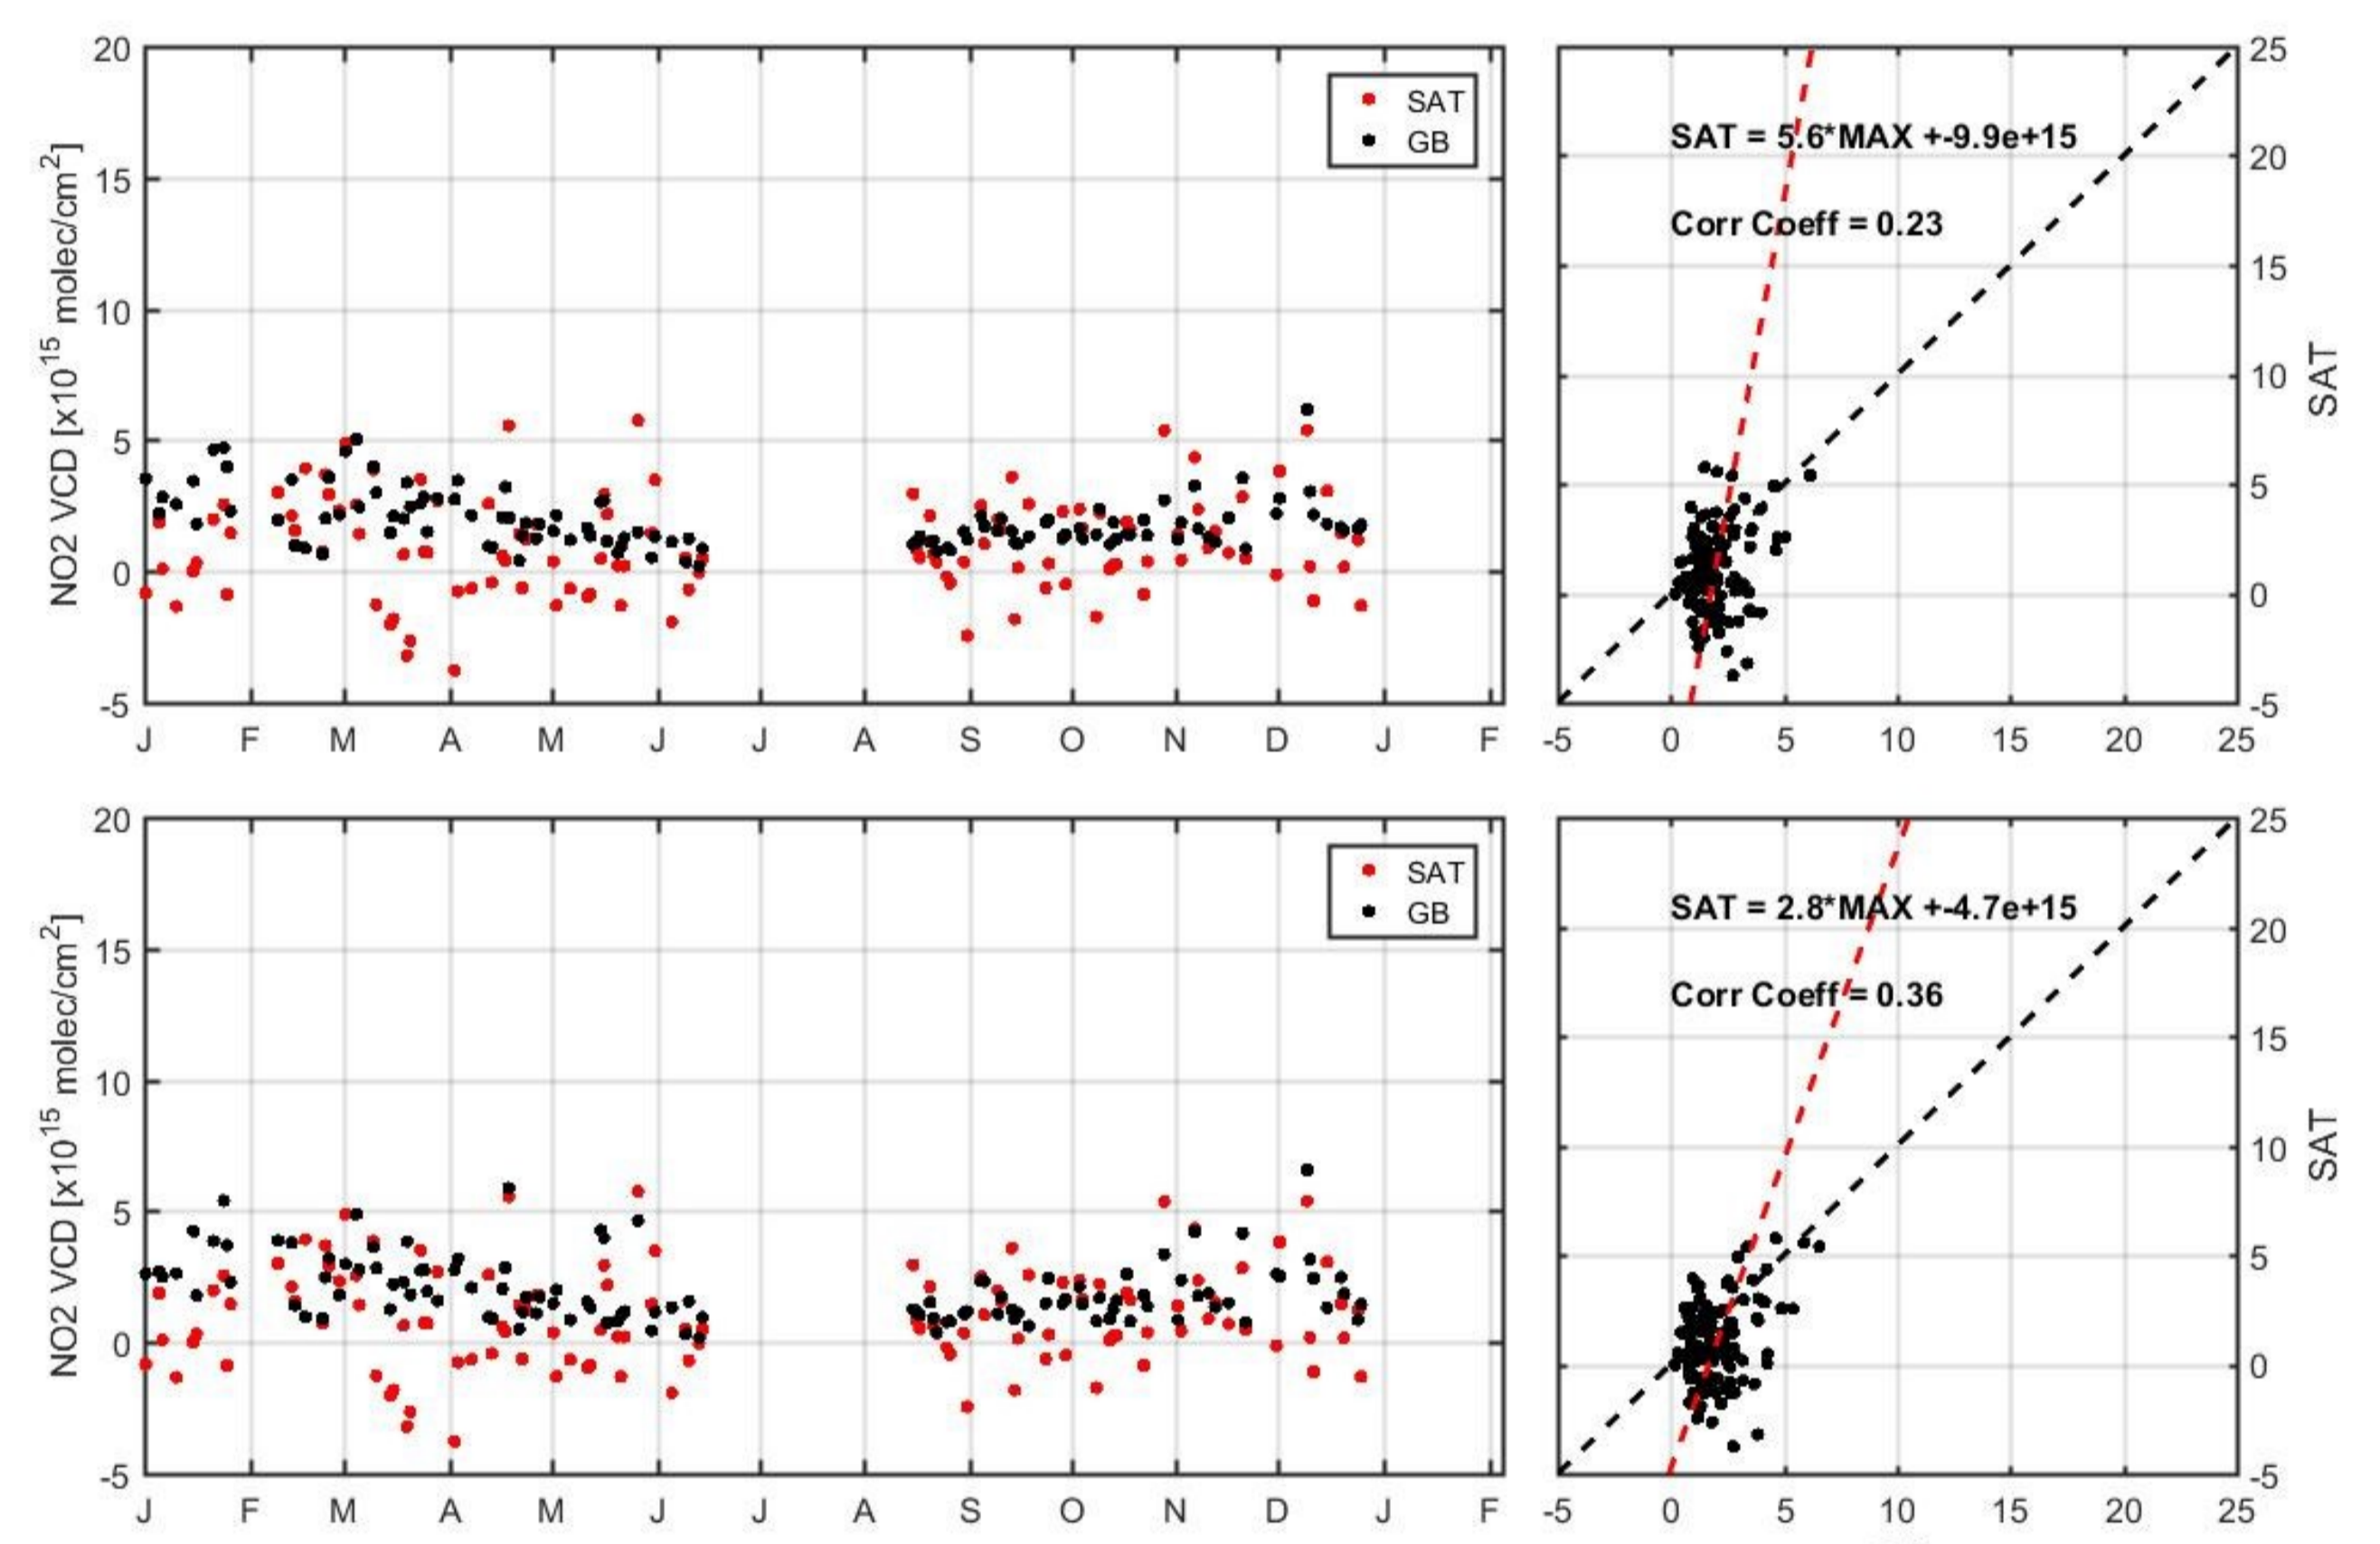 20
15
10
5
0
-5
NO2 VCD [x10^15 molec/cm^2]
J F M A M J J A S O N D J F
SAT
GB
SAT = 5.6*MAX +-9.9e+15
Corr Coeff = 0.23
25
20
15
10
5
0
-5
SAT
-5 0 5 10 15 20 25
20
15
10
5
0
-5
NO2 VCD [x10^15 molec/cm^2]
J F M A M J J A S O N D J F
SAT
GB
SAT = 2.8*MAX +-4.7e+15
Corr Coeff = 0.36
25
20
15
10
5
0
-5
SAT
-5 0 5 10 15 20 25